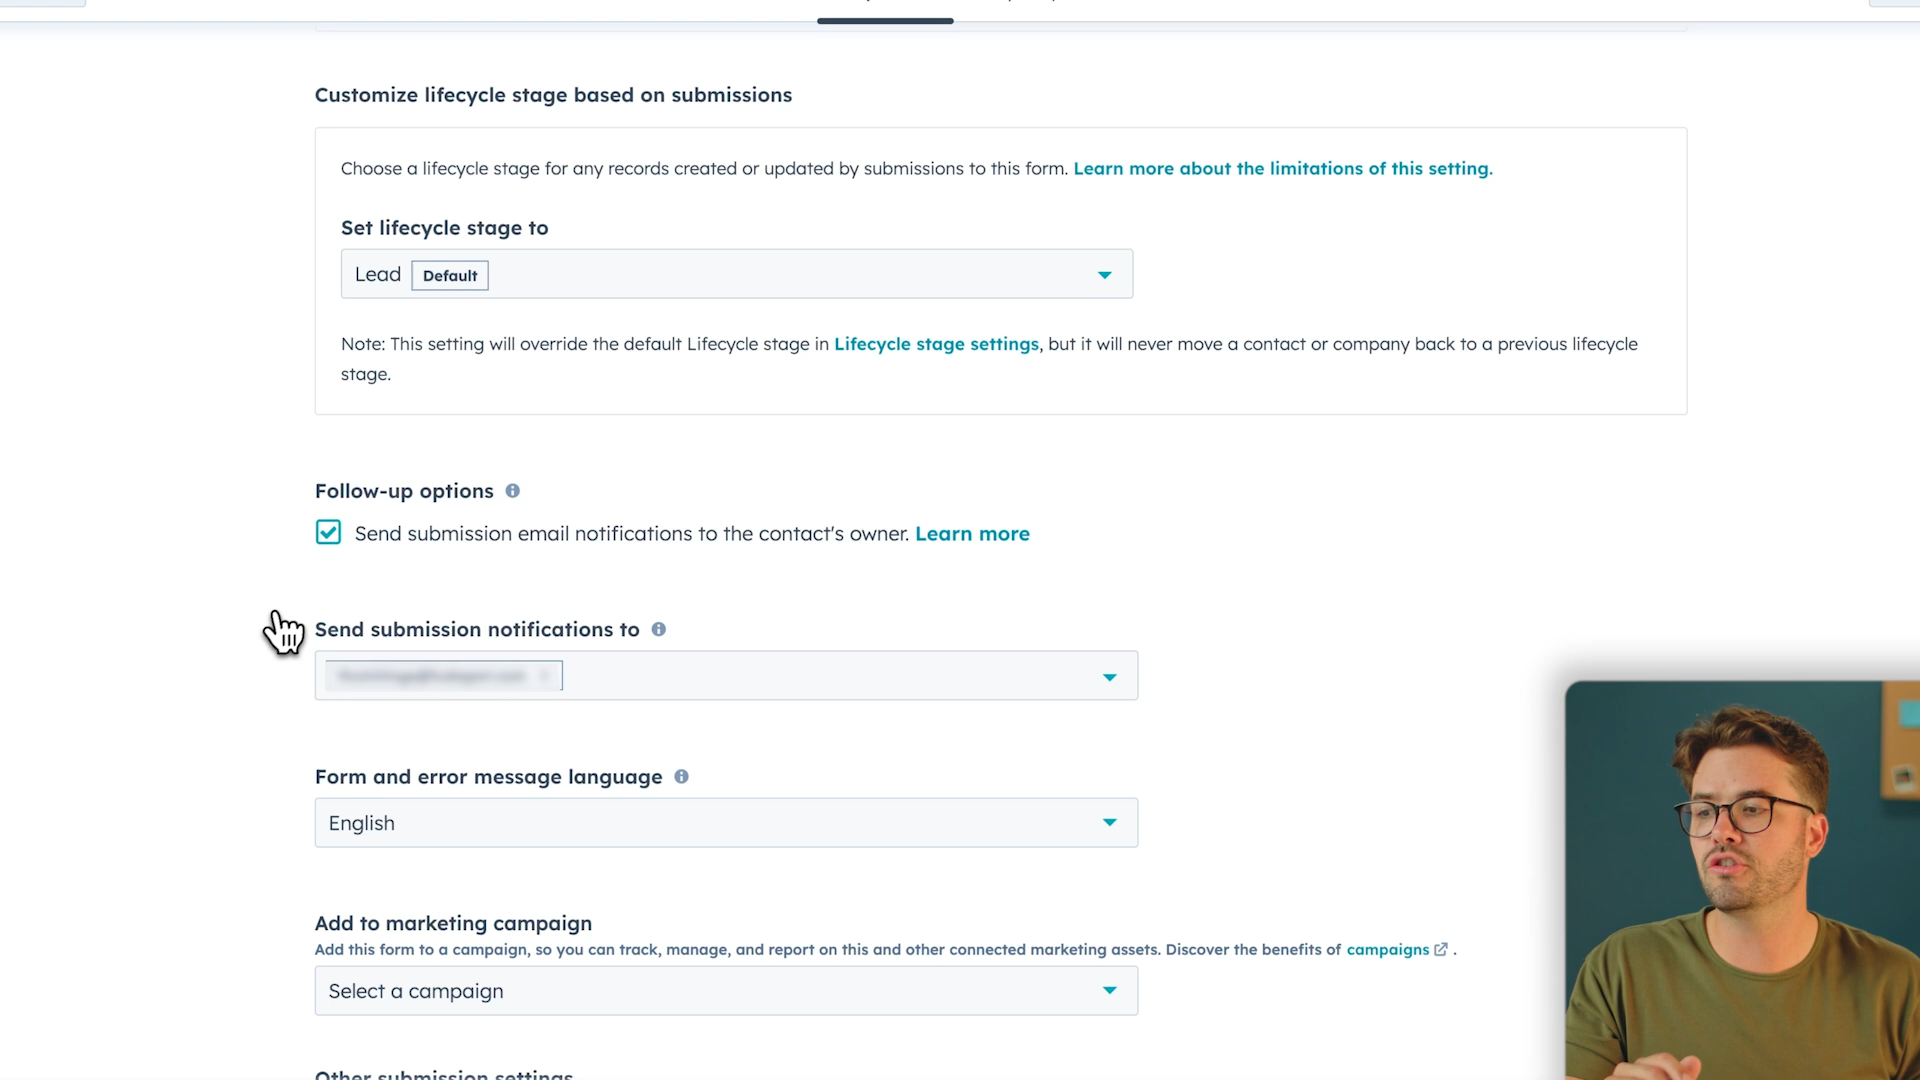 Customize lifecycle stage based on submissions
Choose a lifecycle stage for any records created or updated by submissions to this form. Learn more about the limitations of this setting.
Set lifecycle stage to
Lead Default
Note: This setting will override the default Lifecycle stage in Lifecycle stage settings, but it will never move a contact or company back to a previous lifecycle
stage.
Follow-up options
Send submission email notifications to the contact's owner. Learn more
Send submission notifications to
Form and error message language
English
Add to marketing campaign
Add this form to a campaign, so you can track, manage, and report on this and other connected marketing assets. Discover the benefits of campaigns .
Select a campaign
Other submission settings